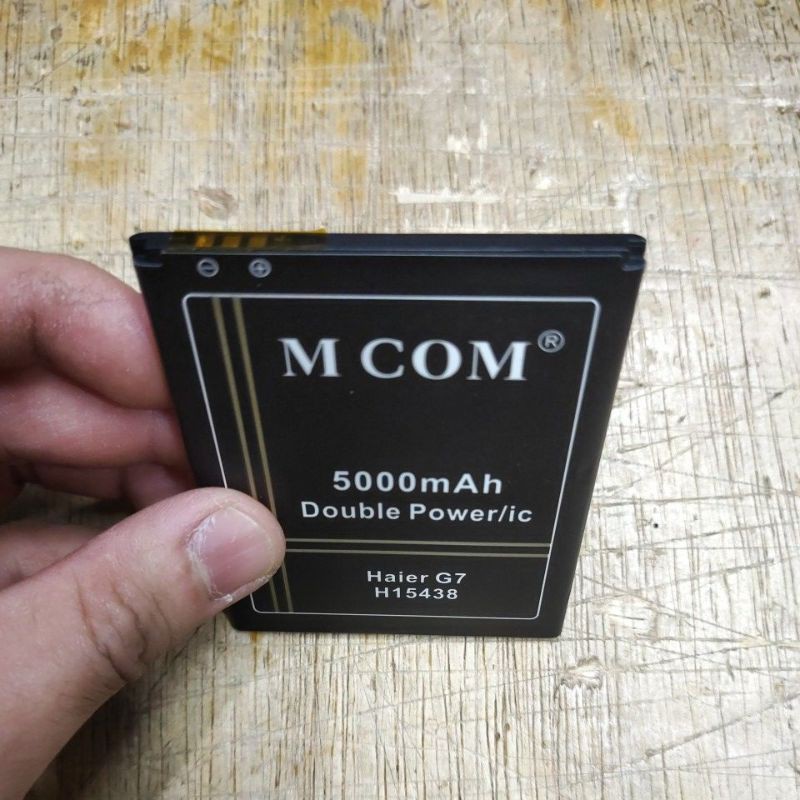 ⊖ ⊕
M COM®
5000mAh
Double Power/ic
Haier G7
H15438